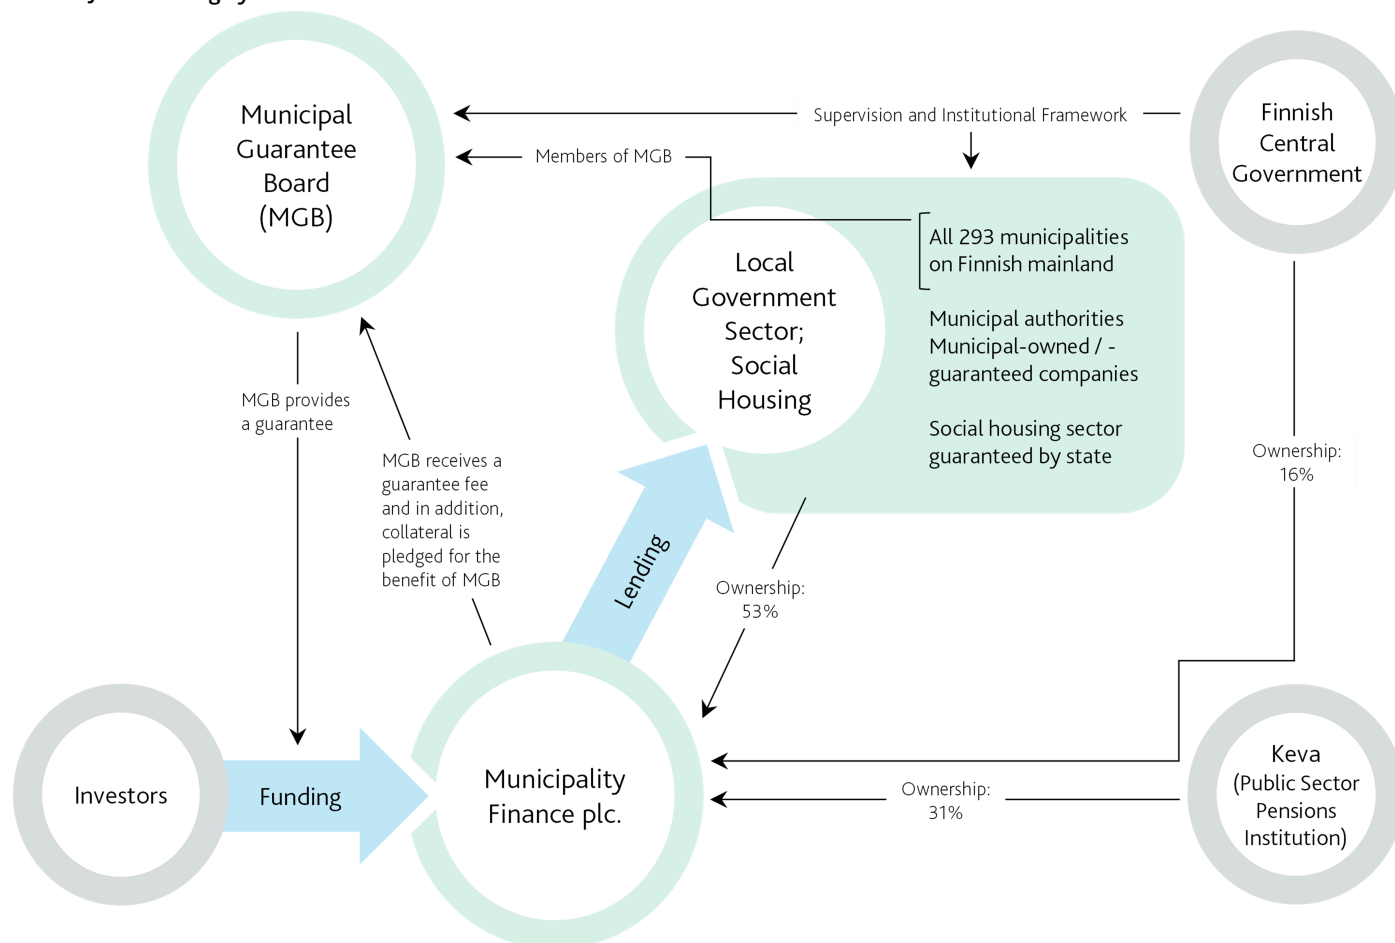 Municipal
Guarantee
Board
(MGB)
Supervision and Institutional Framework
Finnish
Central
Government
Members of MGB
Local
Government
Sector;
Social
Housing
All 293 municipalities
on Finnish mainland
Municipal authorities
Municipal-owned / -
guaranteed companies
Social housing sector
guaranteed by state
MGB provides
a guarantee
MGB receives a
guarantee fee
and in addition,
collateral is
pledged for the
benefit of MGB
Lending
Ownership:
53%
Ownership:
16%
Investors
Funding
Municipality
Finance plc.
Ownership:
31%
Keva
(Public Sector
Pensions
Institution)